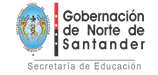 Gobernación
de Norte de
Santander
Secretaría de Educación